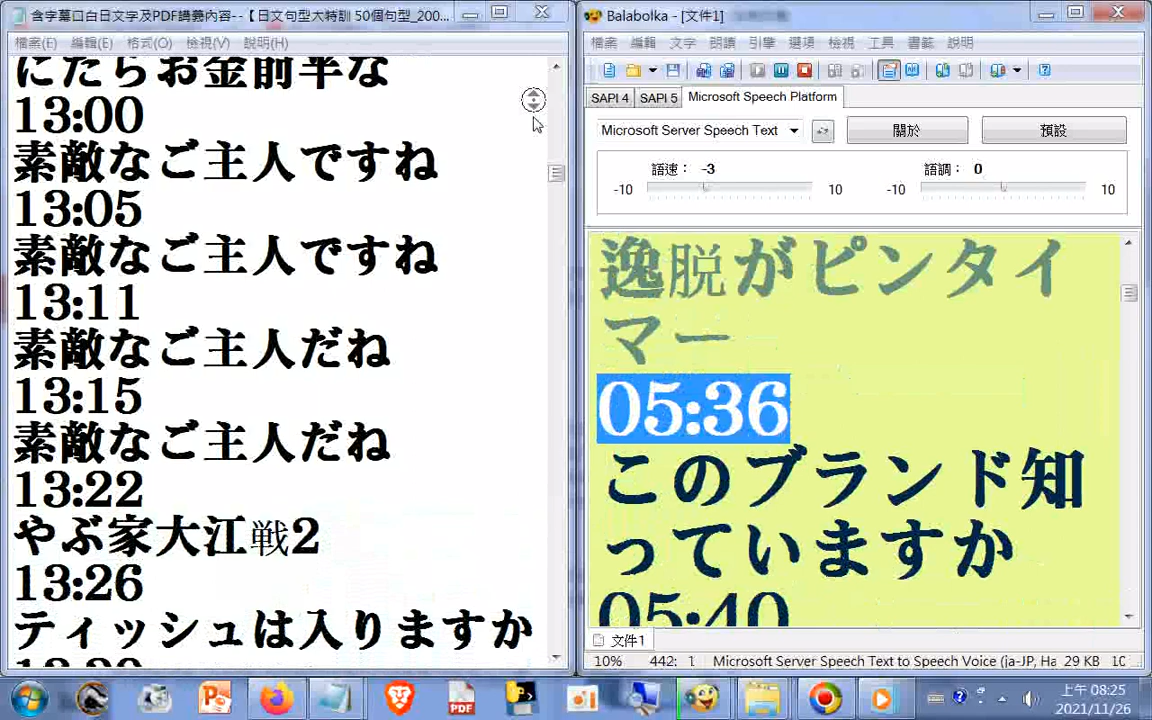 含字幕口白日文字及PDF講義內容--【日文句型大特訓 50個句型_200...
檔案(E) 編輯(E) 格式(O) 檢視(V) 說明(H)
にたらお金前半な
13:00
素敵なご主人ですね
13:05
素敵なご主人ですね
13:11
素敵なご主人だね
13:15
素敵なご主人だね
13:22
やぶ家大江戦2
13:26
ティッシュは入りますか
Balabolka - [文件1]
檔案 編輯 文字 朗讀 引擎 選項 檢視 工具 書籤 說明
SAPI 4 SAPI 5 Microsoft Speech Platform
Microsoft Server Speech Text 關於 預設
語速： -3 語調： 0
-10 10 -10 10
逸脱がピンタイ
マー
05:36
このブランド知
っていますか
05:40
文件1
10% 442: 1 Microsoft Server Speech Text to Speech Voice (ja-JP, Ha 29 KB
上午 08:25
2021/11/26